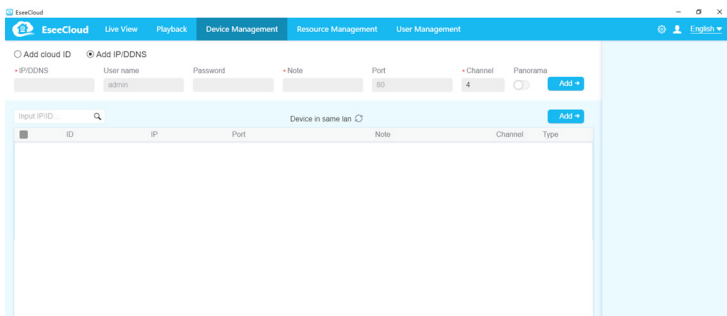 EseeCloud
EseeCloud Live View Playback Device Management Resource Management User Management English
Add cloud ID Add IP/DDNS
* IP/DDNS User name Password * Note Port * Channel Panorama
admin 80 4 Add
Input IP/ID... Device in same lan Add
ID IP Port Note Channel Type